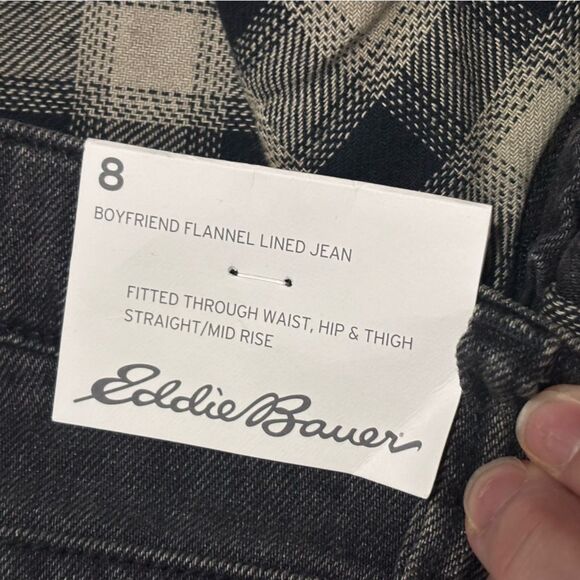 8
BOYFRIEND FLANNEL LINED JEAN
FITTED THROUGH WAIST, HIP & THIGH
STRAIGHT/MID RISE
Eddie Bauer